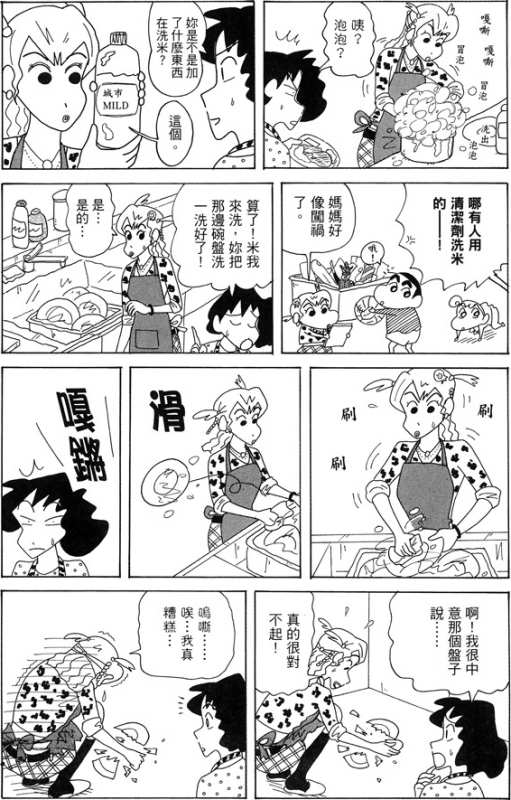 嘎嘶
嘎嘶
冒泡
冒泡
洗出
泡泡
咦?
泡泡?
妳是不是加
了什麼東西
在洗米?
這個。
城市
MILD
哪有人用
清潔劑洗米
的——!
媽媽好
像闖禍
了。
哦!
算了!米我
來洗,妳把
那邊碗盤洗
一洗好了!
是…
是的…
刷
刷
刷
滑
嘎鏘
啊!我很中
意那個盤子
說……
真的很對
不起!
嗚嘶……
唉…我真
糟糕…